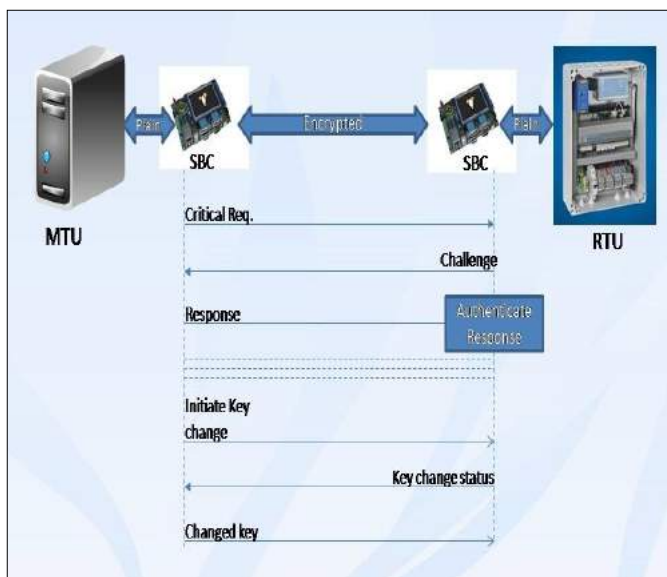 Plain
Encrypted
Plain
SBC
SBC
MTU
RTU
Critical Req.
Challenge
Response
Authenticate
Response
Initiate Key
change
Key change status
Changed key